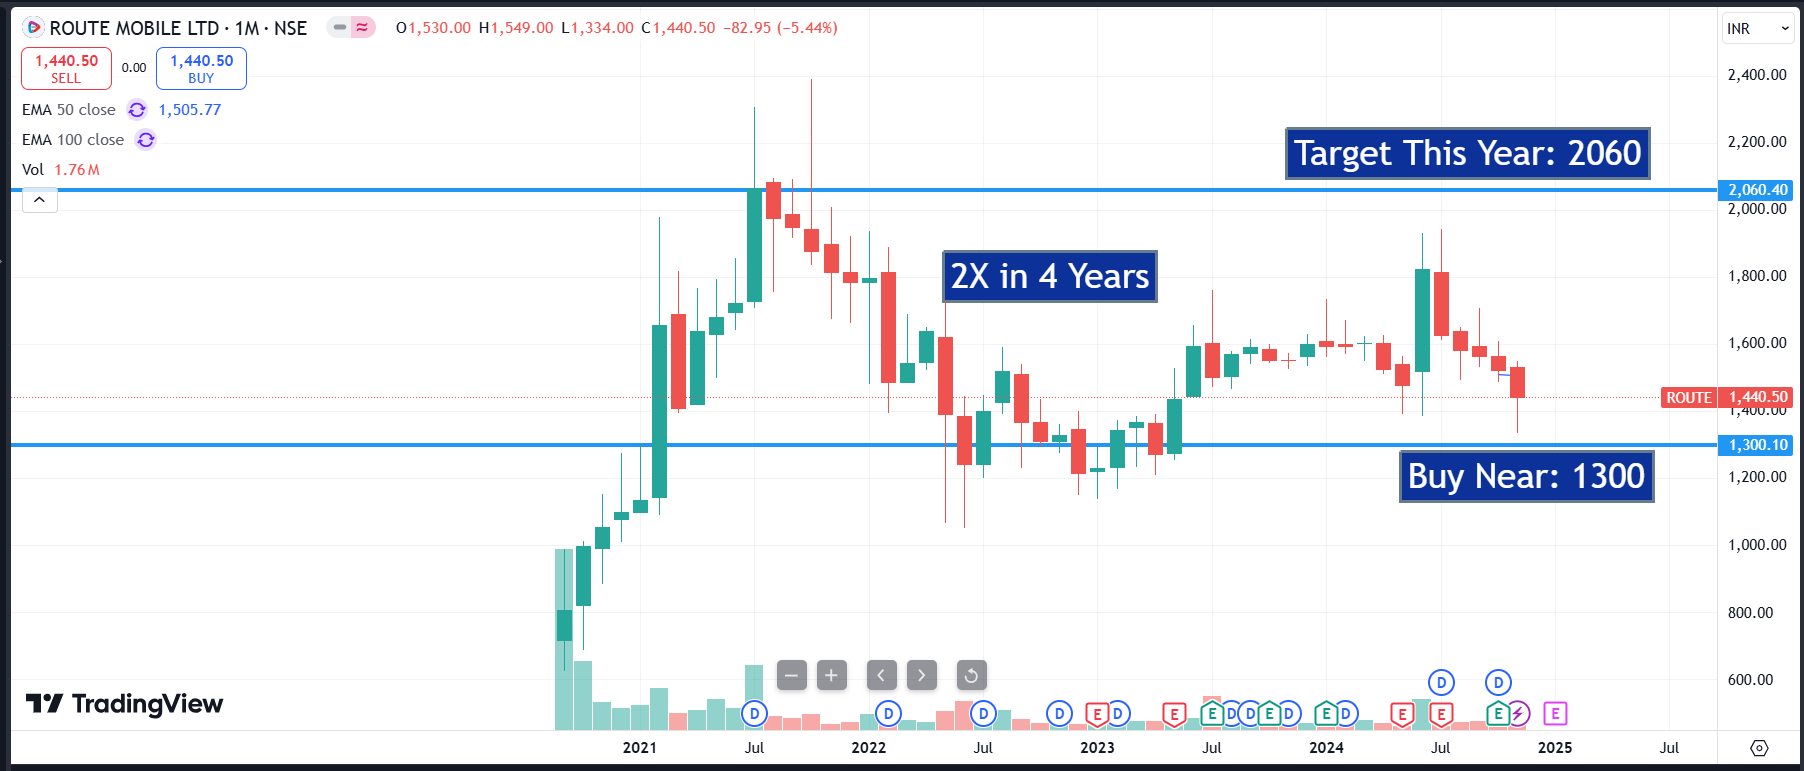 ROUTE MOBILE LTD · 1M · NSE O1,530.00 H1,549.00 L1,334.00 C1,440.50 −82.95 (−5.44%)
INR
1,440.50 SELL
0.00
1,440.50 BUY
EMA 50 close 1,505.77
EMA 100 close
Vol 1.76 M
2,400.00
2,200.00
Target This Year: 2060
2,060.40
2,000.00
2X in 4 Years
1,800.00
1,600.00
ROUTE 1,440.50
1,400.00
1,300.10
Buy Near: 1300
1,200.00
1,000.00
800.00
600.00
TradingView
D D
D D D D E D E E D D E D E D E E E E
2021 Jul 2022 Jul 2023 Jul 2024 Jul 2025 Jul